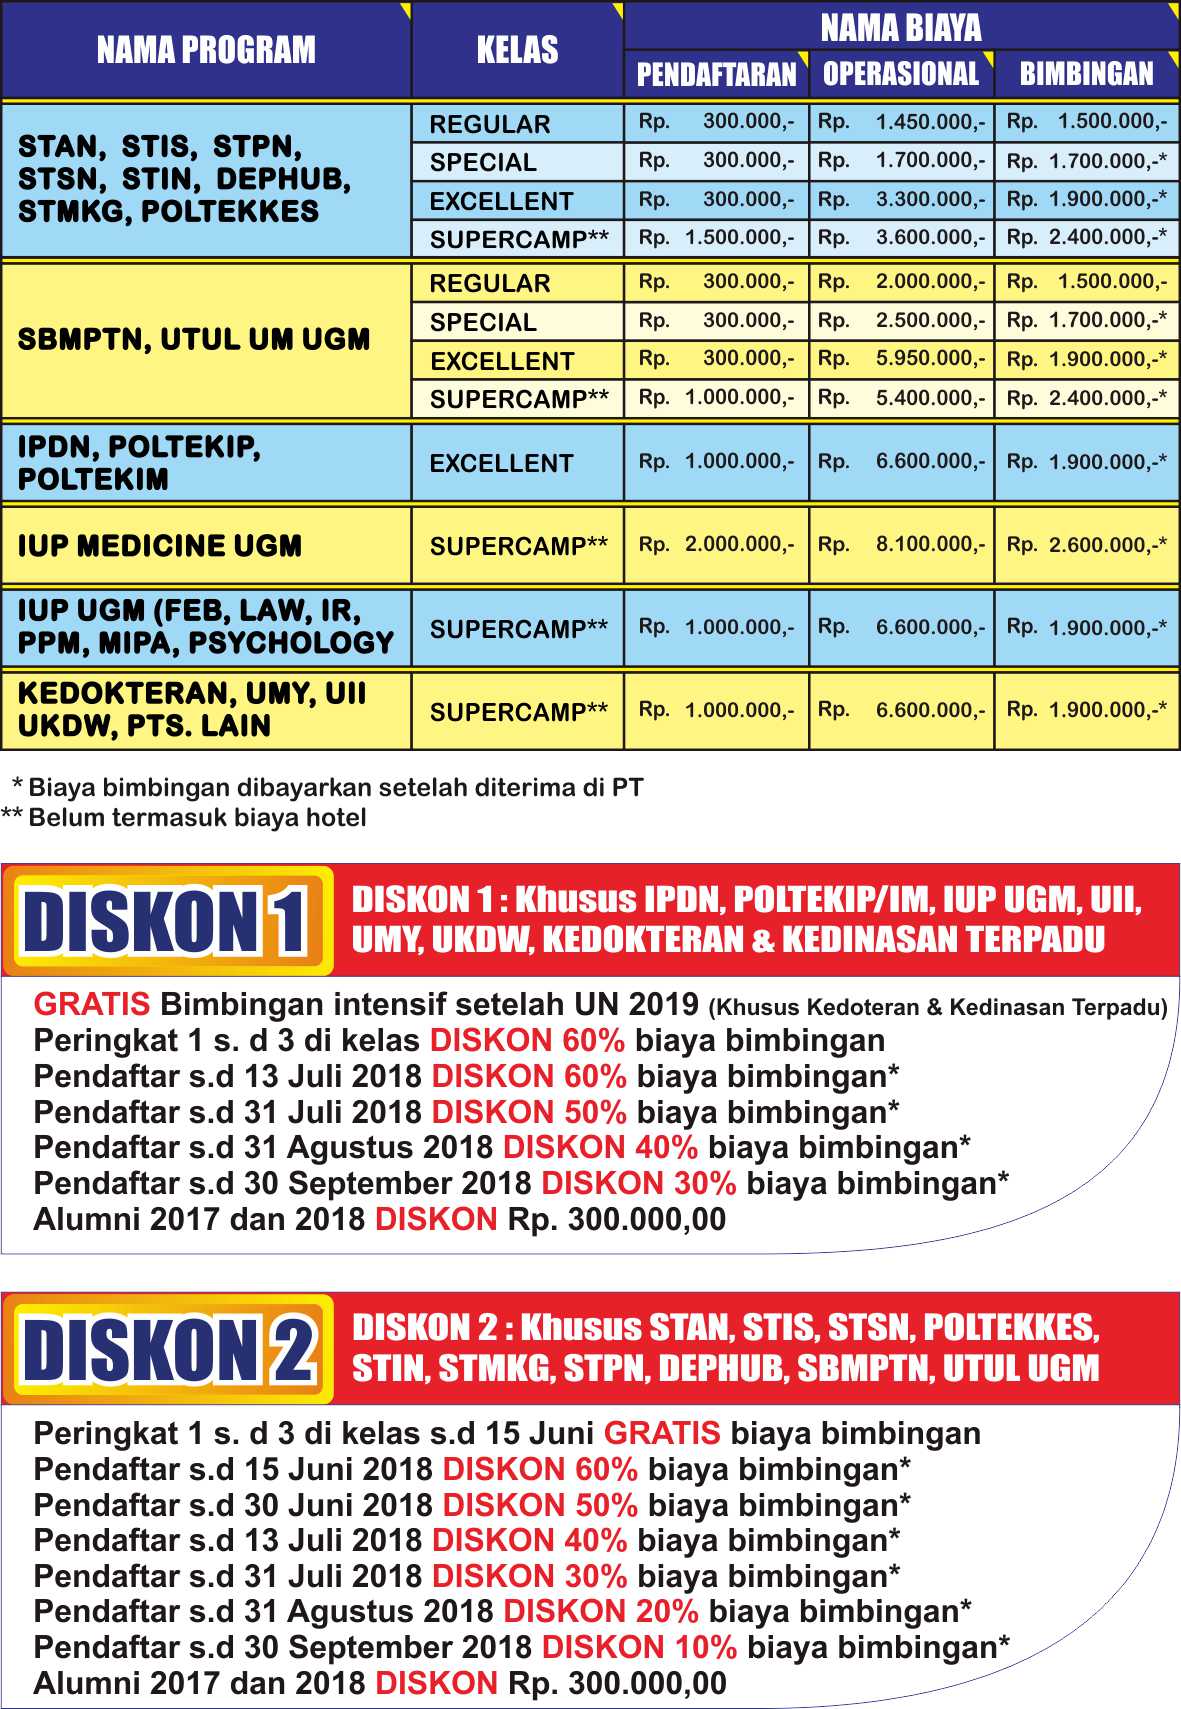 NAMA PROGRAM KELAS NAMA BIAYA
PENDAFTARAN OPERASIONAL BIMBINGAN
STAN, STIS, STPN,
STSN, STIN, DEPHUB,
STMKG, POLTEKKES
REGULAR Rp. 300.000,- Rp. 1.450.000,- Rp. 1.500.000,-
SPECIAL Rp. 300.000,- Rp. 1.700.000,- Rp. 1.700.000,-*
EXCELLENT Rp. 300.000,- Rp. 3.300.000,- Rp. 1.900.000,-*
SUPERCAMP** Rp. 1.500.000,- Rp. 3.600.000,- Rp. 2.400.000,-*
SBMPTN, UTUL UM UGM
REGULAR Rp. 300.000,- Rp. 2.000.000,- Rp. 1.500.000,-
SPECIAL Rp. 300.000,- Rp. 2.500.000,- Rp. 1.700.000,-*
EXCELLENT Rp. 300.000,- Rp. 5.950.000,- Rp. 1.900.000,-*
SUPERCAMP** Rp. 1.000.000,- Rp. 5.400.000,- Rp. 2.400.000,-*
IPDN, POLTEKIP,
POLTEKIM
EXCELLENT Rp. 1.000.000,- Rp. 6.600.000,- Rp. 1.900.000,-*
IUP MEDICINE UGM SUPERCAMP** Rp. 2.000.000,- Rp. 8.100.000,- Rp. 2.600.000,-*
IUP UGM (FEB, LAW, IR,
PPM, MIPA, PSYCHOLOGY
SUPERCAMP** Rp. 1.000.000,- Rp. 6.600.000,- Rp. 1.900.000,-*
KEDOKTERAN, UMY, UII
UKDW, PTS. LAIN
SUPERCAMP** Rp. 1.000.000,- Rp. 6.600.000,- Rp. 1.900.000,-*
* Biaya bimbingan dibayarkan setelah diterima di PT
** Belum termasuk biaya hotel
DISKON 1
DISKON 1 : Khusus IPDN, POLTEKIP/IM, IUP UGM, UII,
UMY, UKDW, KEDOKTERAN & KEDINASAN TERPADU
GRATIS Bimbingan intensif setelah UN 2019 (Khusus Kedoteran & Kedinasan Terpadu)
Peringkat 1 s. d 3 di kelas DISKON 60% biaya bimbingan
Pendaftar s.d 13 Juli 2018 DISKON 60% biaya bimbingan*
Pendaftar s.d 31 Juli 2018 DISKON 50% biaya bimbingan*
Pendaftar s.d 31 Agustus 2018 DISKON 40% biaya bimbingan*
Pendaftar s.d 30 September 2018 DISKON 30% biaya bimbingan*
Alumni 2017 dan 2018 DISKON Rp. 300.000,00
DISKON 2
DISKON 2 : Khusus STAN, STIS, STSN, POLTEKKES,
STIN, STMKG, STPN, DEPHUB, SBMPTN, UTUL UGM
Peringkat 1 s. d 3 di kelas s.d 15 Juni GRATIS biaya bimbingan
Pendaftar s.d 15 Juni 2018 DISKON 60% biaya bimbingan*
Pendaftar s.d 30 Juni 2018 DISKON 50% biaya bimbingan*
Pendaftar s.d 13 Juli 2018 DISKON 40% biaya bimbingan*
Pendaftar s.d 31 Juli 2018 DISKON 30% biaya bimbingan*
Pendaftar s.d 31 Agustus 2018 DISKON 20% biaya bimbingan*
Pendaftar s.d 30 September 2018 DISKON 10% biaya bimbingan*
Alumni 2017 dan 2018 DISKON Rp. 300.000,00